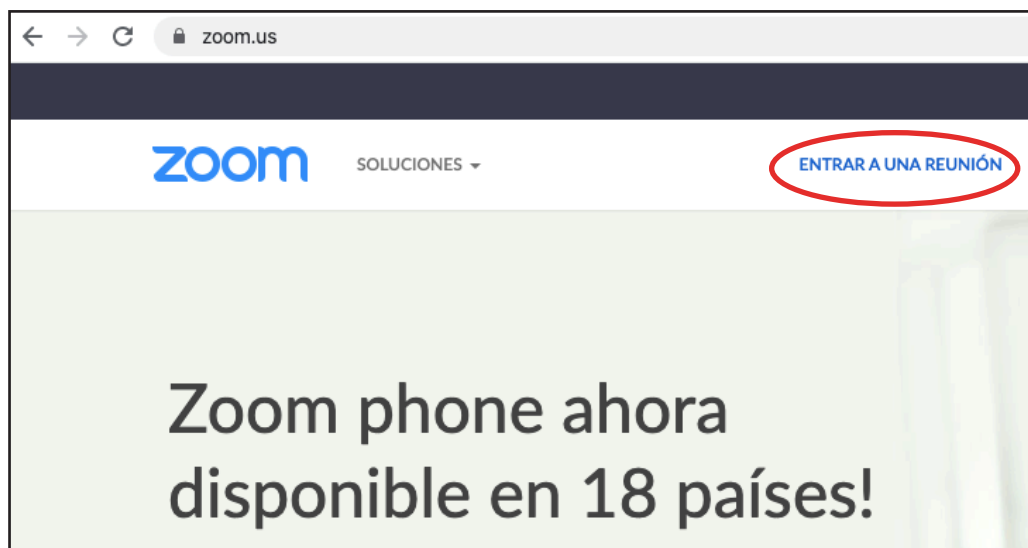 zoom.us
zoom SOLUCIONES ENTRAR A UNA REUNIÓN
Zoom phone ahora
disponible en 18 países!